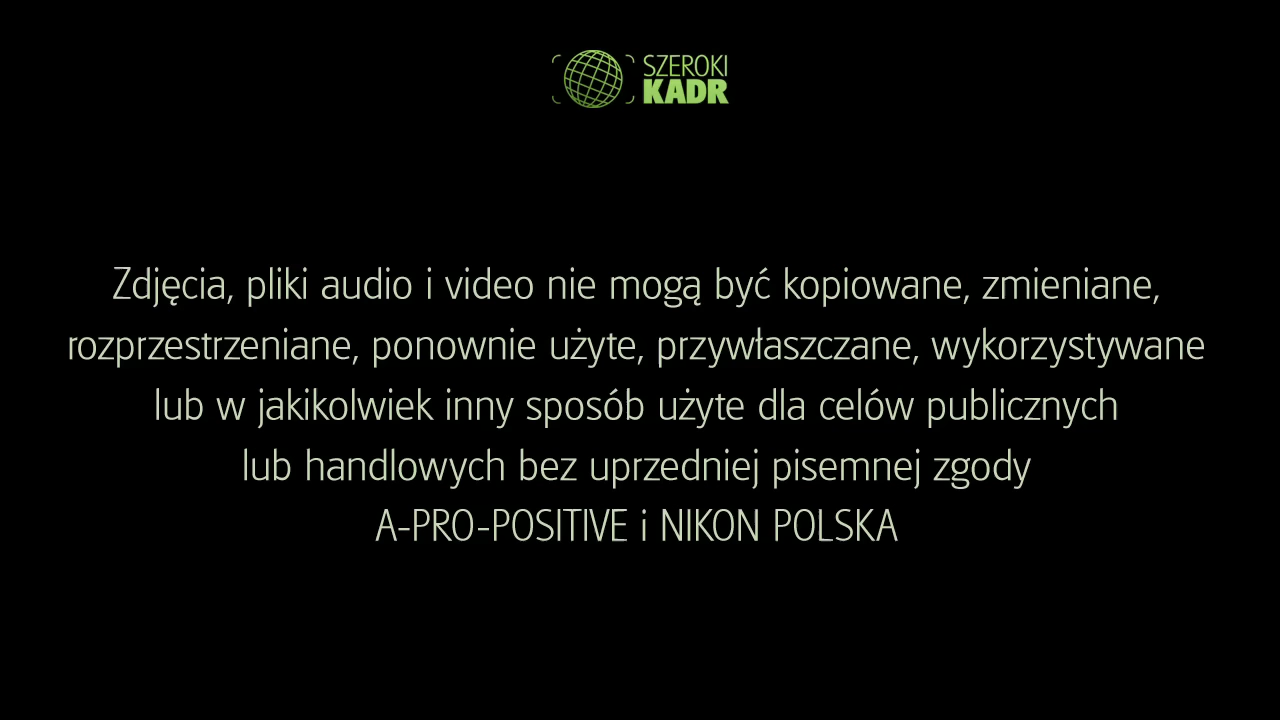 SZEROKI
KADR
Zdjęcia, pliki audio i video nie mogą być kopiowane, zmieniane,
rozprzestrzeniane, ponownie użyte, przywłaszczane, wykorzystywane
lub w jakikolwiek inny sposób użyte dla celów publicznych
lub handlowych bez uprzedniej pisemnej zgody
A-PRO-POSITIVE i NIKON POLSKA